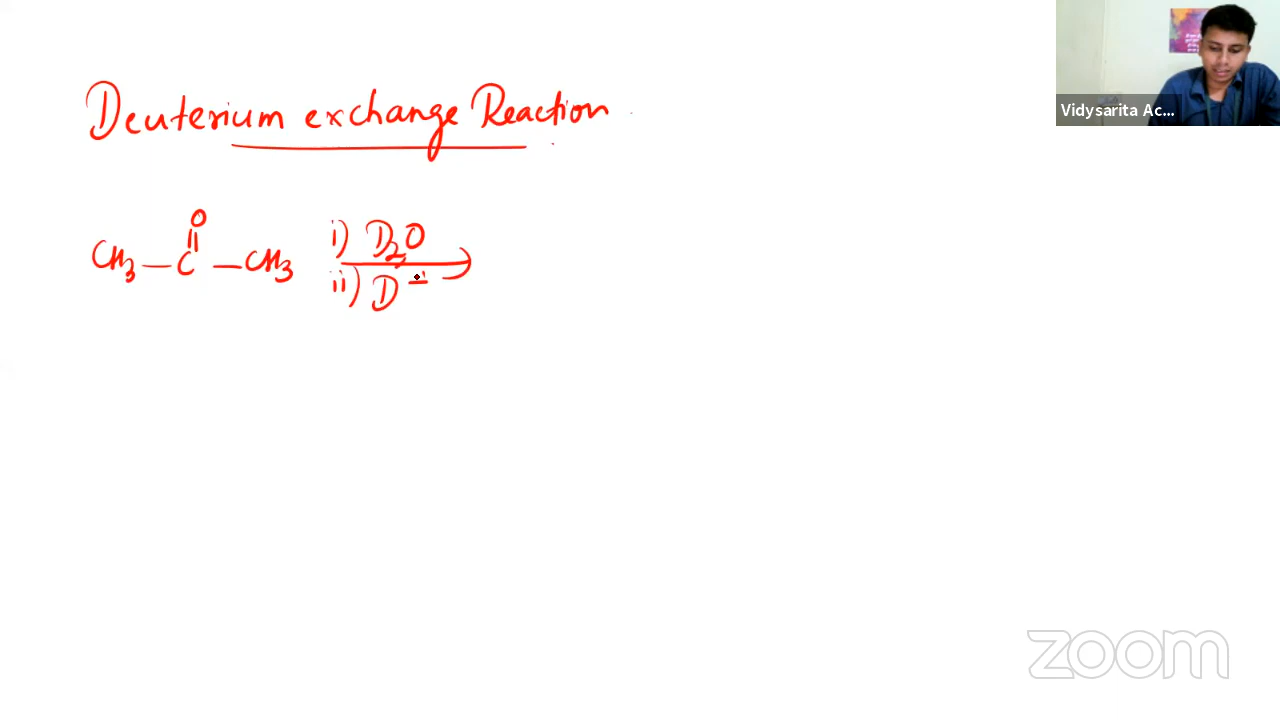 Deuterium exchange Reaction
O
CH3 — C — CH3
i) D2O
ii) D
Vidysarita Ac...
zoom